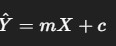 Ŷ = mX + c